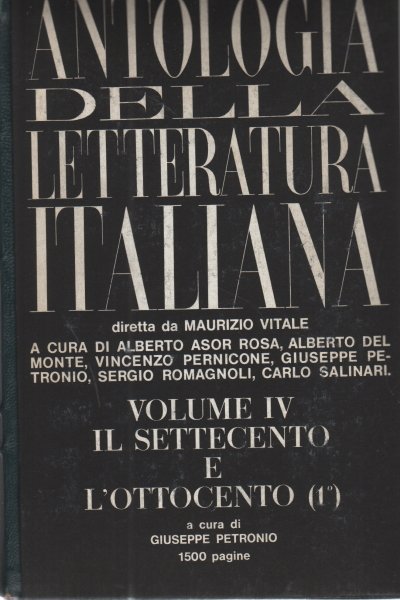 ANTOLOGIA
DELLA
LETTERATURA
ITALIANA
diretta da MAURIZIO VITALE
A CURA DI ALBERTO ASOR ROSA, ALBERTO DEL
MONTE, VINCENZO PERNICONE, GIUSEPPE PE-
TRONIO, SERGIO ROMAGNOLI, CARLO SALINARI.
VOLUME IV
IL SETTECENTO
E
L'OTTOCENTO (1°)
a cura di
GIUSEPPE PETRONIO
1500 pagine